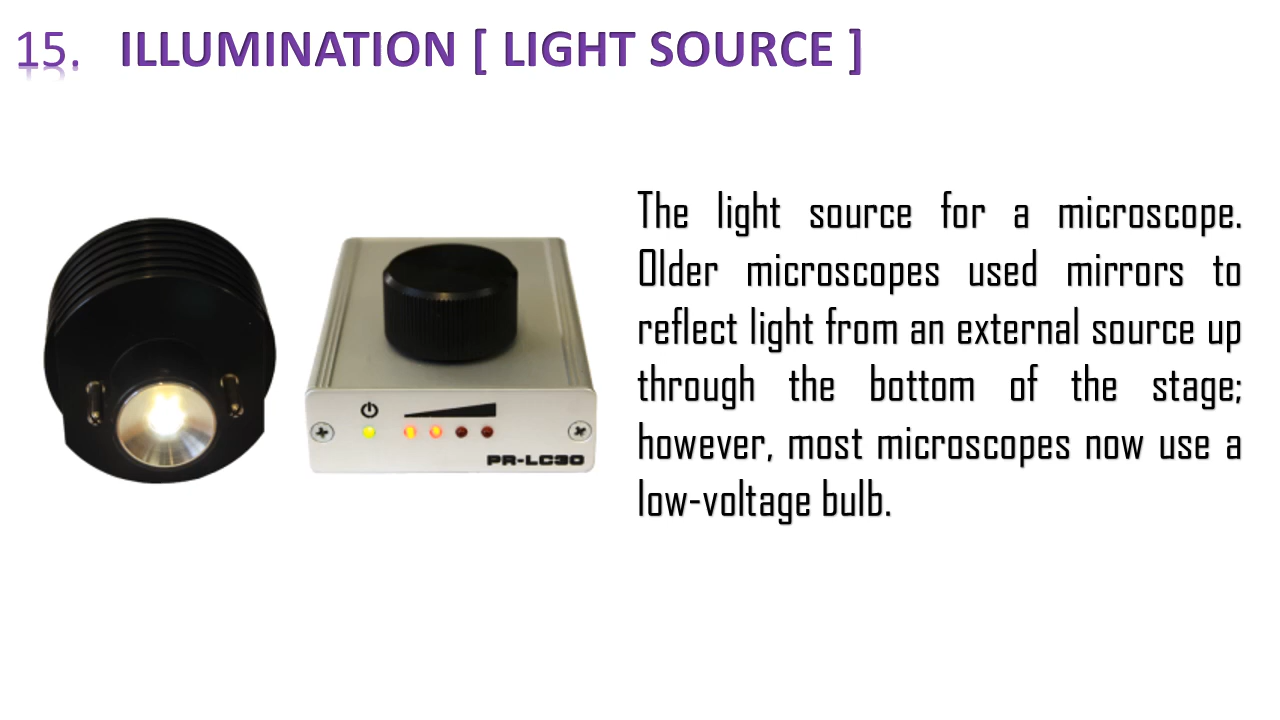 15. ILLUMINATION [ LIGHT SOURCE ]
The light source for a microscope.
Older microscopes used mirrors to
reflect light from an external source up
through the bottom of the stage;
however, most microscopes now use a
low-voltage bulb.
PR-LC30